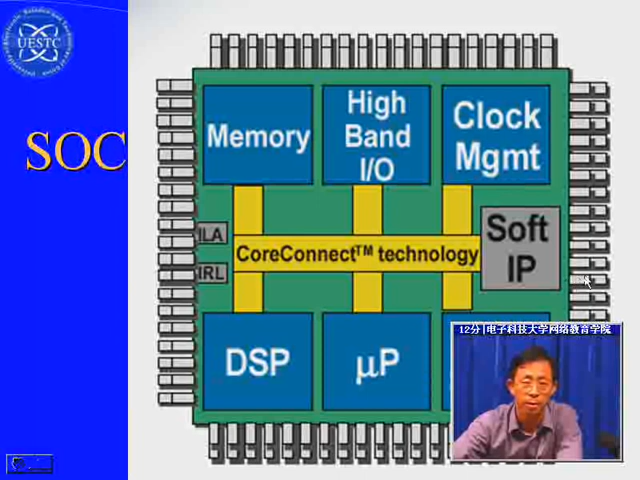 UESTC
SOC
Memory
High
Band
I/O
Clock
Mgmt
ILA
IRL
CoreConnect™ technology
Soft
IP
DSP
µP
12分|电子科技大学网络教育学院